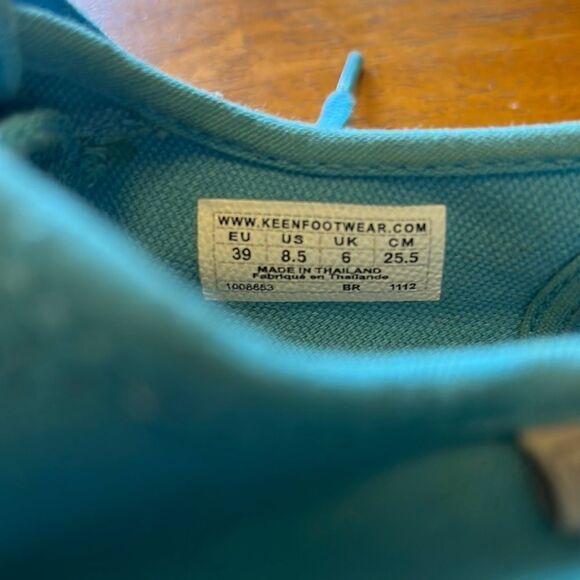 WWW.KEENFOOTWEAR.COM
EU US UK CM
39 8.5 6 25.5
MADE IN THAILAND
Fabriqué en Thaïlande
1008653 BR 1112